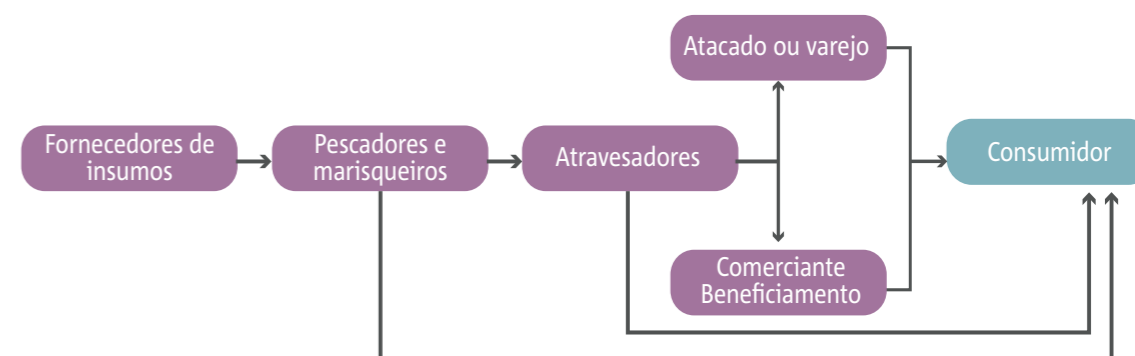 Atacado ou varejo
Fornecedores de
insumos
Pescadores e
marisqueiros
Atravesadores
Consumidor
Comerciante
Beneficiamento